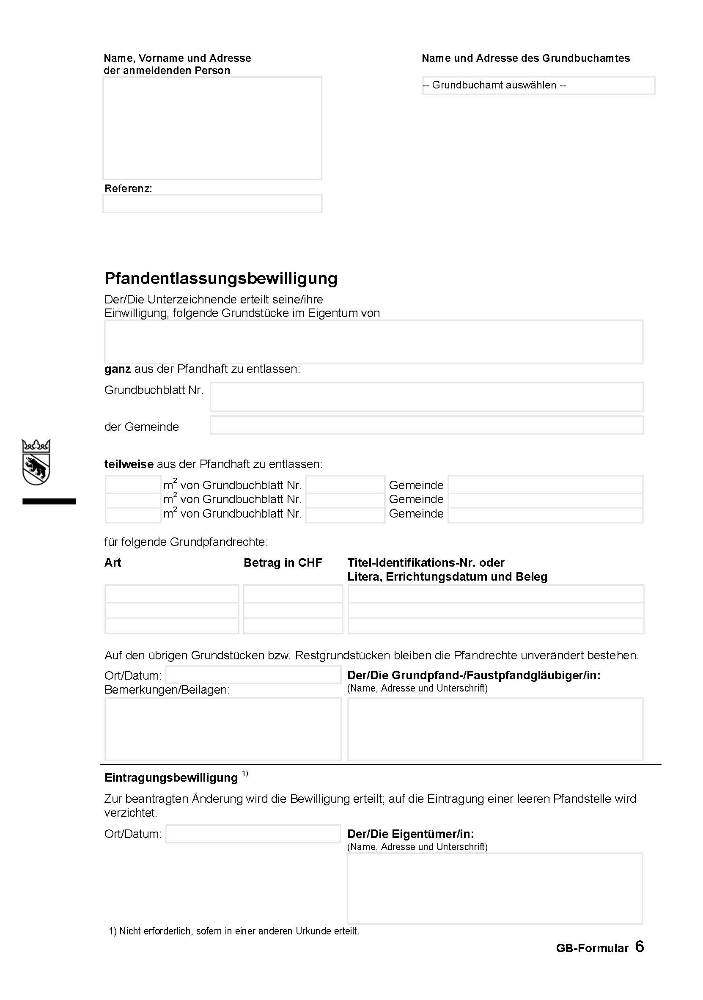 Name, Vorname und Adresse
der anmeldenden Person
Name und Adresse des Grundbuchamtes
-- Grundbuchamt auswählen --
Referenz:
Pfandentlassungsbewilligung
Der/Die Unterzeichnende erteilt seine/ihre
Einwilligung, folgende Grundstücke im Eigentum von
ganz aus der Pfandhaft zu entlassen:
Grundbuchblatt Nr.
der Gemeinde
teilweise aus der Pfandhaft zu entlassen:
m² von Grundbuchblatt Nr. Gemeinde
m² von Grundbuchblatt Nr. Gemeinde
m² von Grundbuchblatt Nr. Gemeinde
für folgende Grundpfandrechte:
Art Betrag in CHF Titel-Identifikations-Nr. oder
Litera, Errichtungsdatum und Beleg
Auf den übrigen Grundstücken bzw. Restgrundstücken bleiben die Pfandrechte unverändert bestehen.
Ort/Datum: Der/Die Grundpfand-/Faustpfandgläubiger/in:
Bemerkungen/Beilagen: (Name, Adresse und Unterschrift)
Eintragungsbewilligung 1)
Zur beantragten Änderung wird die Bewilligung erteilt; auf die Eintragung einer leeren Pfandstelle wird
verzichtet.
Ort/Datum: Der/Die Eigentümer/in:
(Name, Adresse und Unterschrift)
1) Nicht erforderlich, sofern in einer anderen Urkunde erteilt.
GB-Formular 6